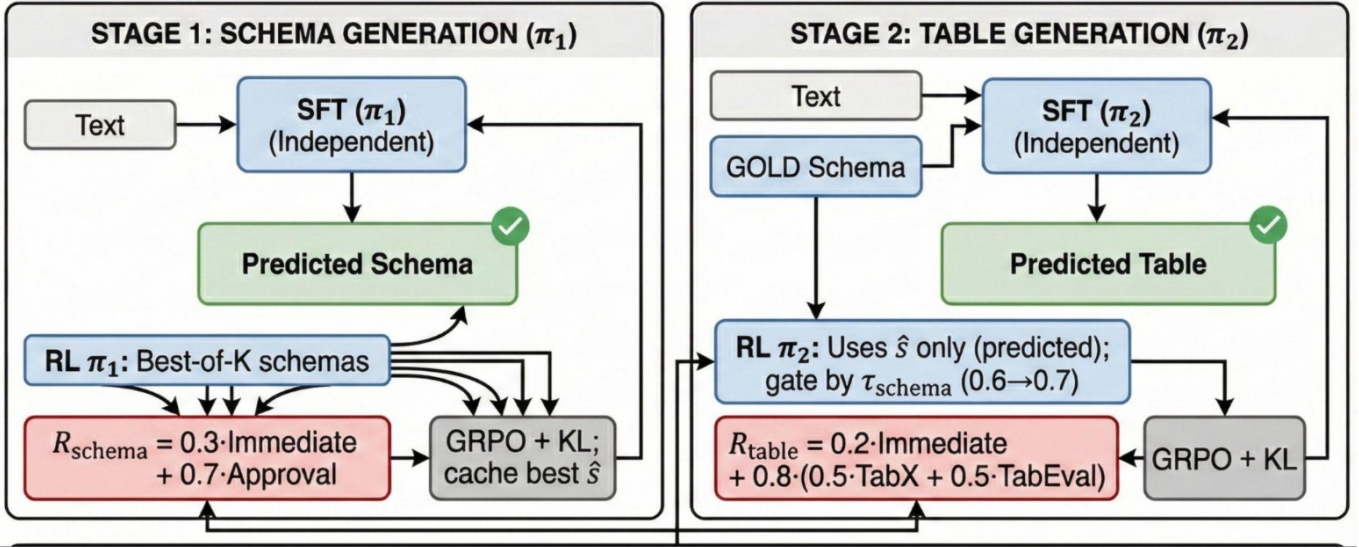 STAGE 1: SCHEMA GENERATION (π₁)
Text
SFT (π₁)
(Independent)
Predicted Schema
RL π₁: Best-of-K schemas
R_schema = 0.3·Immediate
+ 0.7·Approval
GRPO + KL;
cache best ŝ
STAGE 2: TABLE GENERATION (π₂)
Text
GOLD Schema
SFT (π₂)
(Independent)
Predicted Table
RL π₂: Uses ŝ only (predicted);
gate by τ_schema (0.6→0.7)
R_table = 0.2·Immediate
+ 0.8·(0.5·TabX + 0.5·TabEval)
GRPO + KL